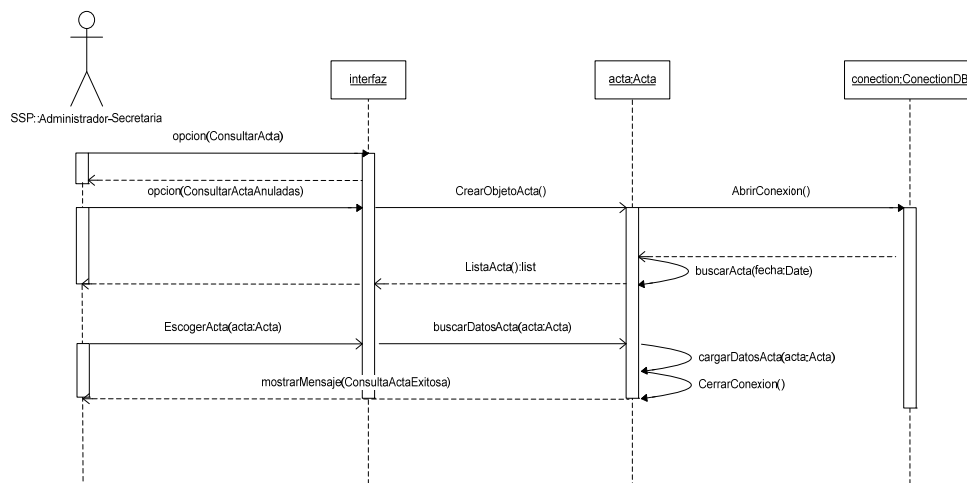 interfaz
acta:Acta
conection:ConectionDB
SSP::Administrador-Secretaria
opcion(ConsultarActa)
opcion(ConsultarActaAnuladas)
CrearObjetoActa()
AbrirConexion()
ListaActa():list
buscarActa(fecha:Date)
EscogerActa(acta:Acta)
buscarDatosActa(acta:Acta)
cargarDatosActa(acta:Acta)
mostrarMensaje(ConsultaActaExitosa)
CerrarConexion()